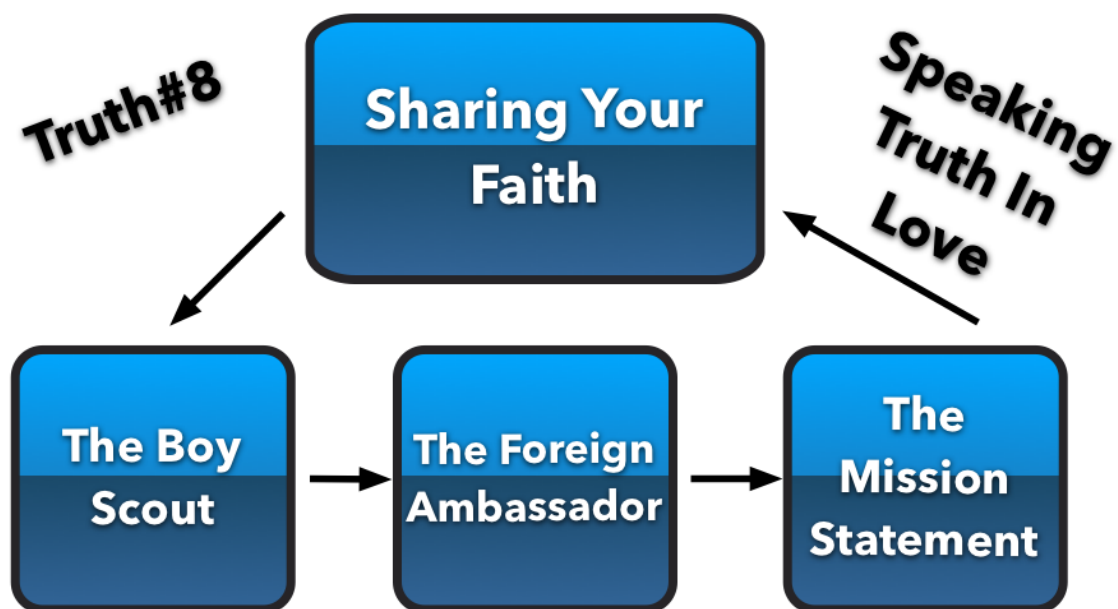 Truth#8
Sharing Your
Faith
Speaking
Truth In
Love
The Boy
Scout
The Foreign
Ambassador
The
Mission
Statement